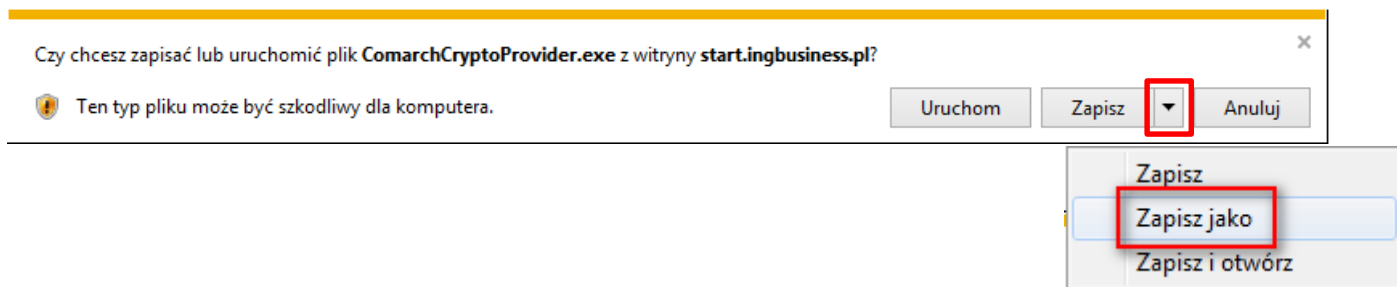 Czy chcesz zapisać lub uruchomić plik ComarchCryptoProvider.exe z witryny start.ingbusiness.pl?
Ten typ pliku może być szkodliwy dla komputera.
Uruchom
Zapisz
Anuluj
Zapisz
Zapisz jako
Zapisz i otwórz